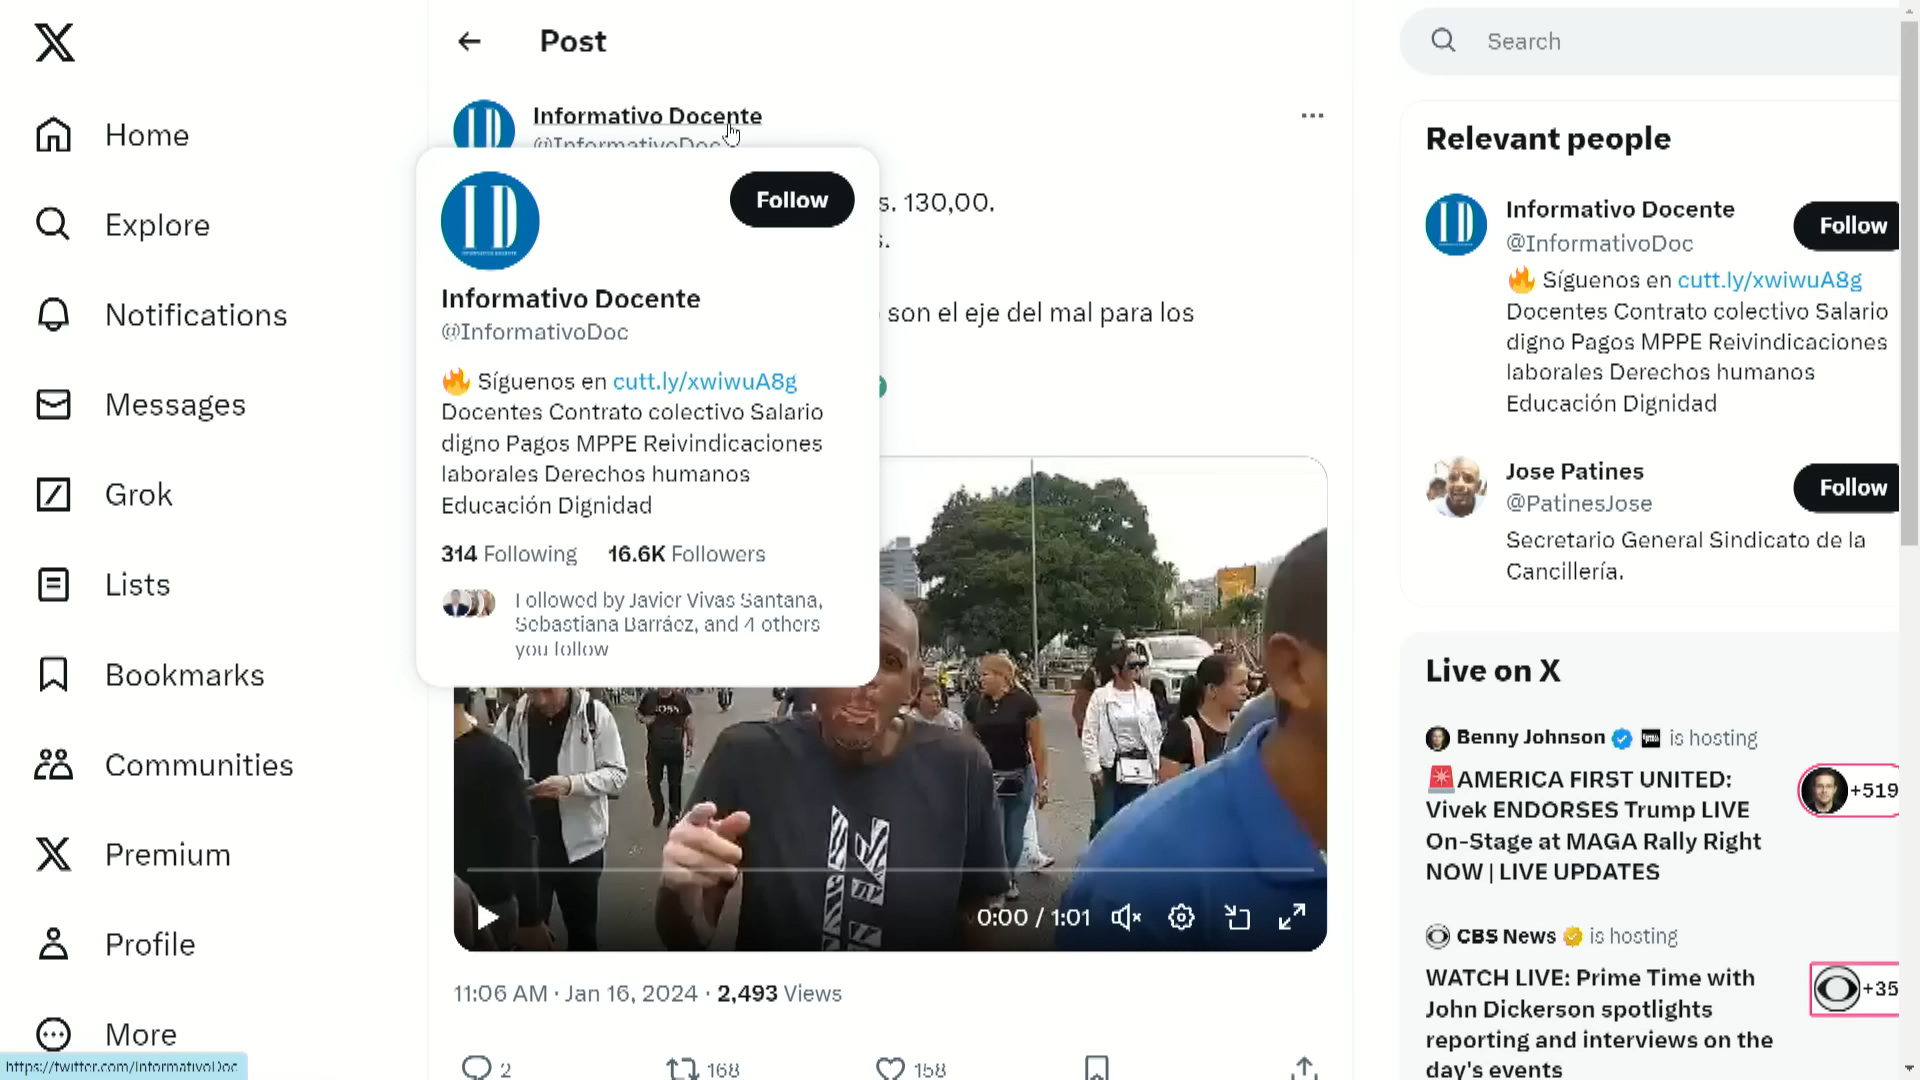 Post
Search
Home
Explore
Notifications
Messages
Grok
Lists
Bookmarks
Communities
Premium
Profile
More
https://twitter.com/InformativoDoc
Informativo Docente
@InformativoDoc
Follow
Informativo Docente
@InformativoDoc
🔥 Síguenos en cutt.ly/xwiwuA8g
Docentes Contrato colectivo Salario
digno Pagos MPPE Reivindicaciones
laborales Derechos humanos
Educación Dignidad
314 Following 16.6K Followers
Followed by Javier Vivas Santana,
Sebastiana Barráez, and 4 others
you follow
s. 130,00.
s.
son el eje del mal para los
0:00 / 1:01
11:06 AM · Jan 16, 2024 · 2,493 Views
2 168 158
Relevant people
Informativo Docente
@InformativoDoc
Follow
🔥 Síguenos en cutt.ly/xwiwuA8g
Docentes Contrato colectivo Salario
digno Pagos MPPE Reivindicaciones
laborales Derechos humanos
Educación Dignidad
Jose Patines
@PatinesJose
Follow
Secretario General Sindicato de la
Cancillería.
Live on X
Benny Johnson is hosting
🚨AMERICA FIRST UNITED:
Vivek ENDORSES Trump LIVE
On-Stage at MAGA Rally Right
NOW | LIVE UPDATES
+519
CBS News is hosting
WATCH LIVE: Prime Time with
John Dickerson spotlights
reporting and interviews on the
day's events
+35